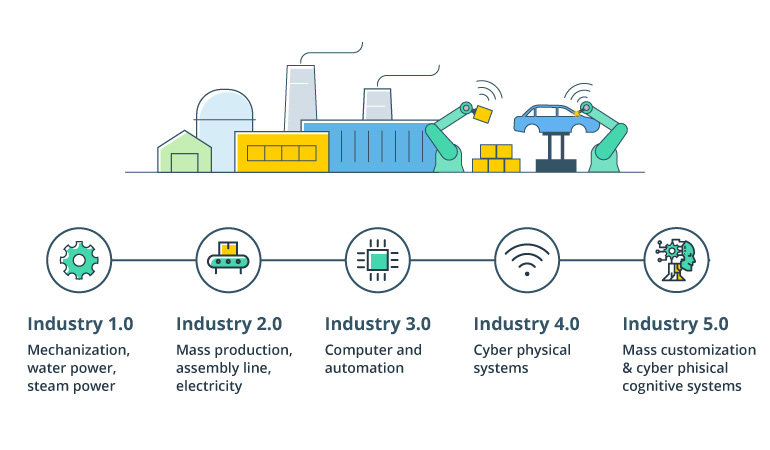 Industry 1.0
Mechanization,
water power,
steam power
Industry 2.0
Mass production,
assembly line,
electricity
Industry 3.0
Computer and
automation
Industry 4.0
Cyber physical
systems
Industry 5.0
Mass customization
& cyber phisical
cognitive systems